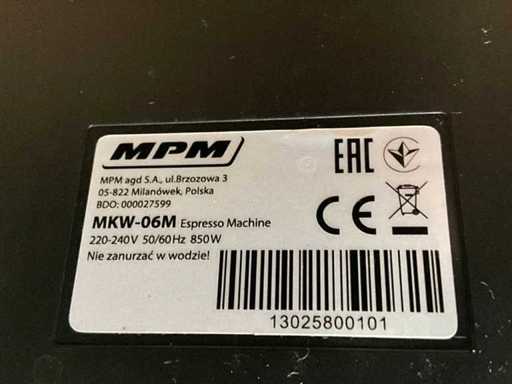 MPM
MPM agd S.A., ul.Brzozowa 3
05-822 Milanówek, Polska
BDO: 000027599
MKW-06M Espresso Machine
220-240V 50/60Hz 850W
Nie zanurzać w wodzie!
EAC
CE
13025800101